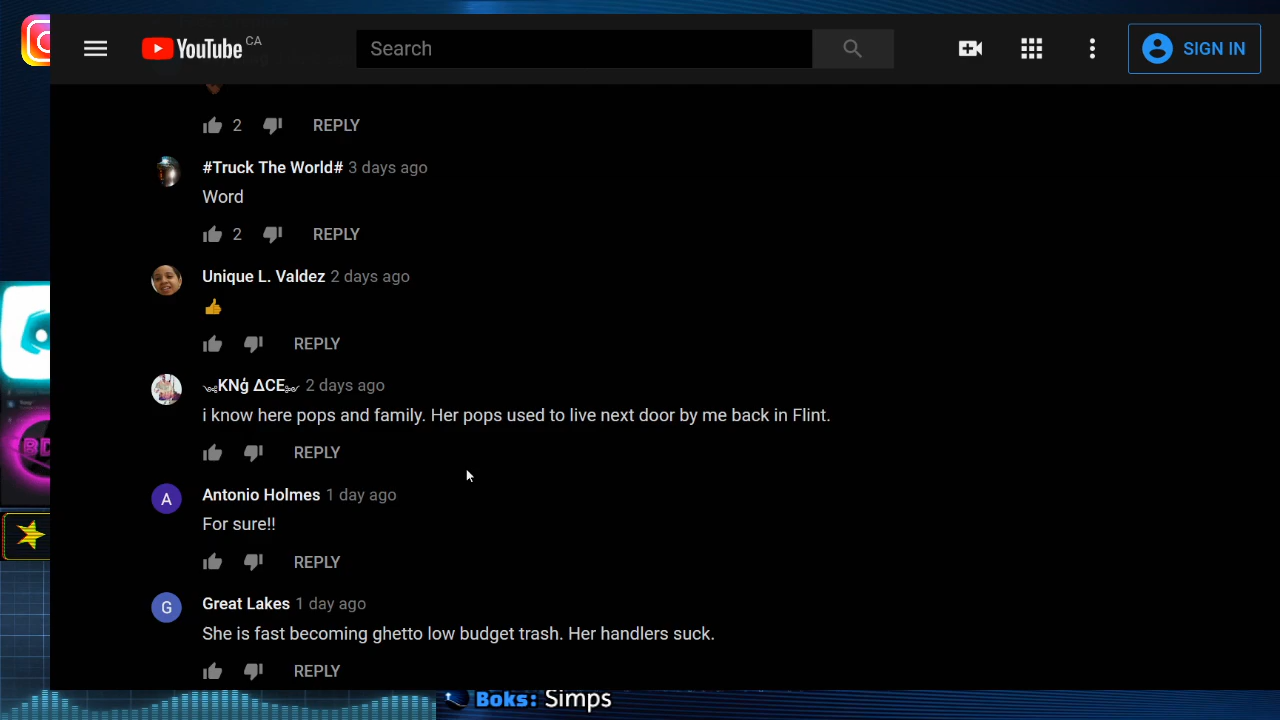 YouTube CA
Search
SIGN IN
2 REPLY
#Truck The World# 3 days ago
Word
2 REPLY
Unique L. Valdez 2 days ago
👍
REPLY
༺KNģ ΔCE༻ 2 days ago
i know here pops and family. Her pops used to live next door by me back in Flint.
REPLY
A
Antonio Holmes 1 day ago
For sure!!
REPLY
G
Great Lakes 1 day ago
She is fast becoming ghetto low budget trash. Her handlers suck.
REPLY
Boks: Simps